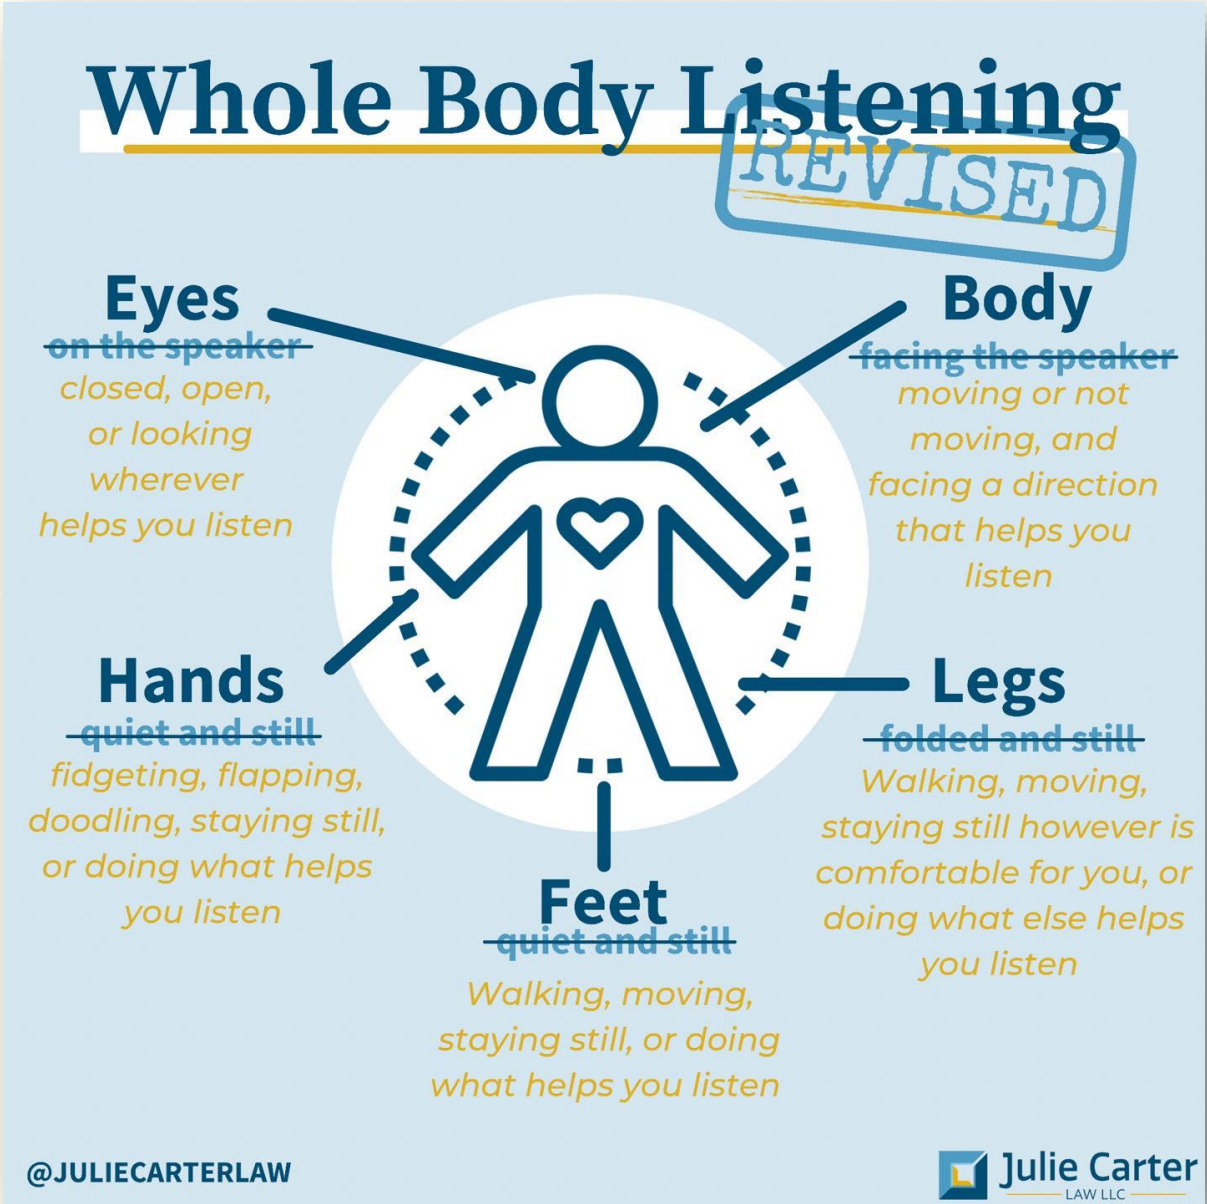 Whole Body Listening
REVISED
Eyes
on the speaker
closed, open,
or looking
wherever
helps you listen
Body
facing the speaker
moving or not
moving, and
facing a direction
that helps you
listen
Hands
quiet and still
fidgeting, flapping,
doodling, staying still,
or doing what helps
you listen
Legs
folded and still
Walking, moving,
staying still however is
comfortable for you, or
doing what else helps
you listen
Feet
quiet and still
Walking, moving,
staying still, or doing
what helps you listen
@JULIECARTERLAW
Julie Carter
LAW LLC